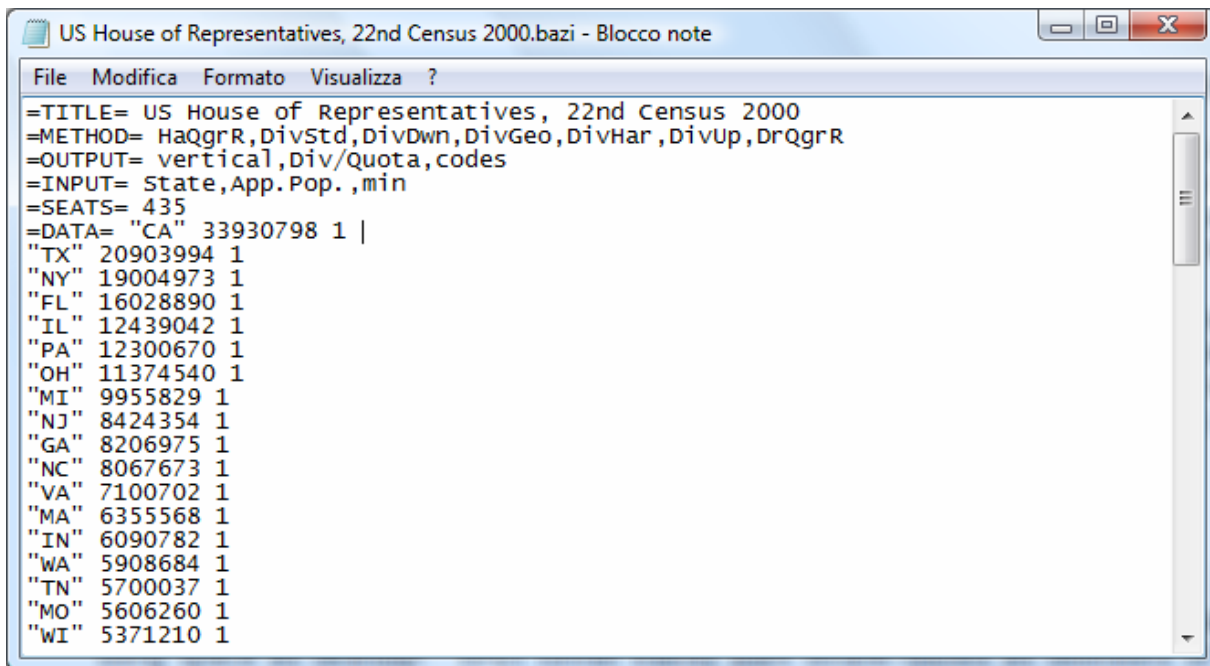 US House of Representatives, 22nd Census 2000.bazi - Blocco note
File Modifica Formato Visualizza ?
=TITLE= US House of Representatives, 22nd Census 2000
=METHOD= HaQgrR,DivStd,DivDwn,DivGeo,DivHar,DivUp,DrQgrR
=OUTPUT= vertical,Div/Quota,codes
=INPUT= State,App.Pop.,min
=SEATS= 435
=DATA= "CA" 33930798 1
"TX" 20903994 1
"NY" 19004973 1
"FL" 16028890 1
"IL" 12439042 1
"PA" 12300670 1
"OH" 11374540 1
"MI" 9955829 1
"NJ" 8424354 1
"GA" 8206975 1
"NC" 8067673 1
"VA" 7100702 1
"MA" 6355568 1
"IN" 6090782 1
"WA" 5908684 1
"TN" 5700037 1
"MO" 5606260 1
"WI" 5371210 1